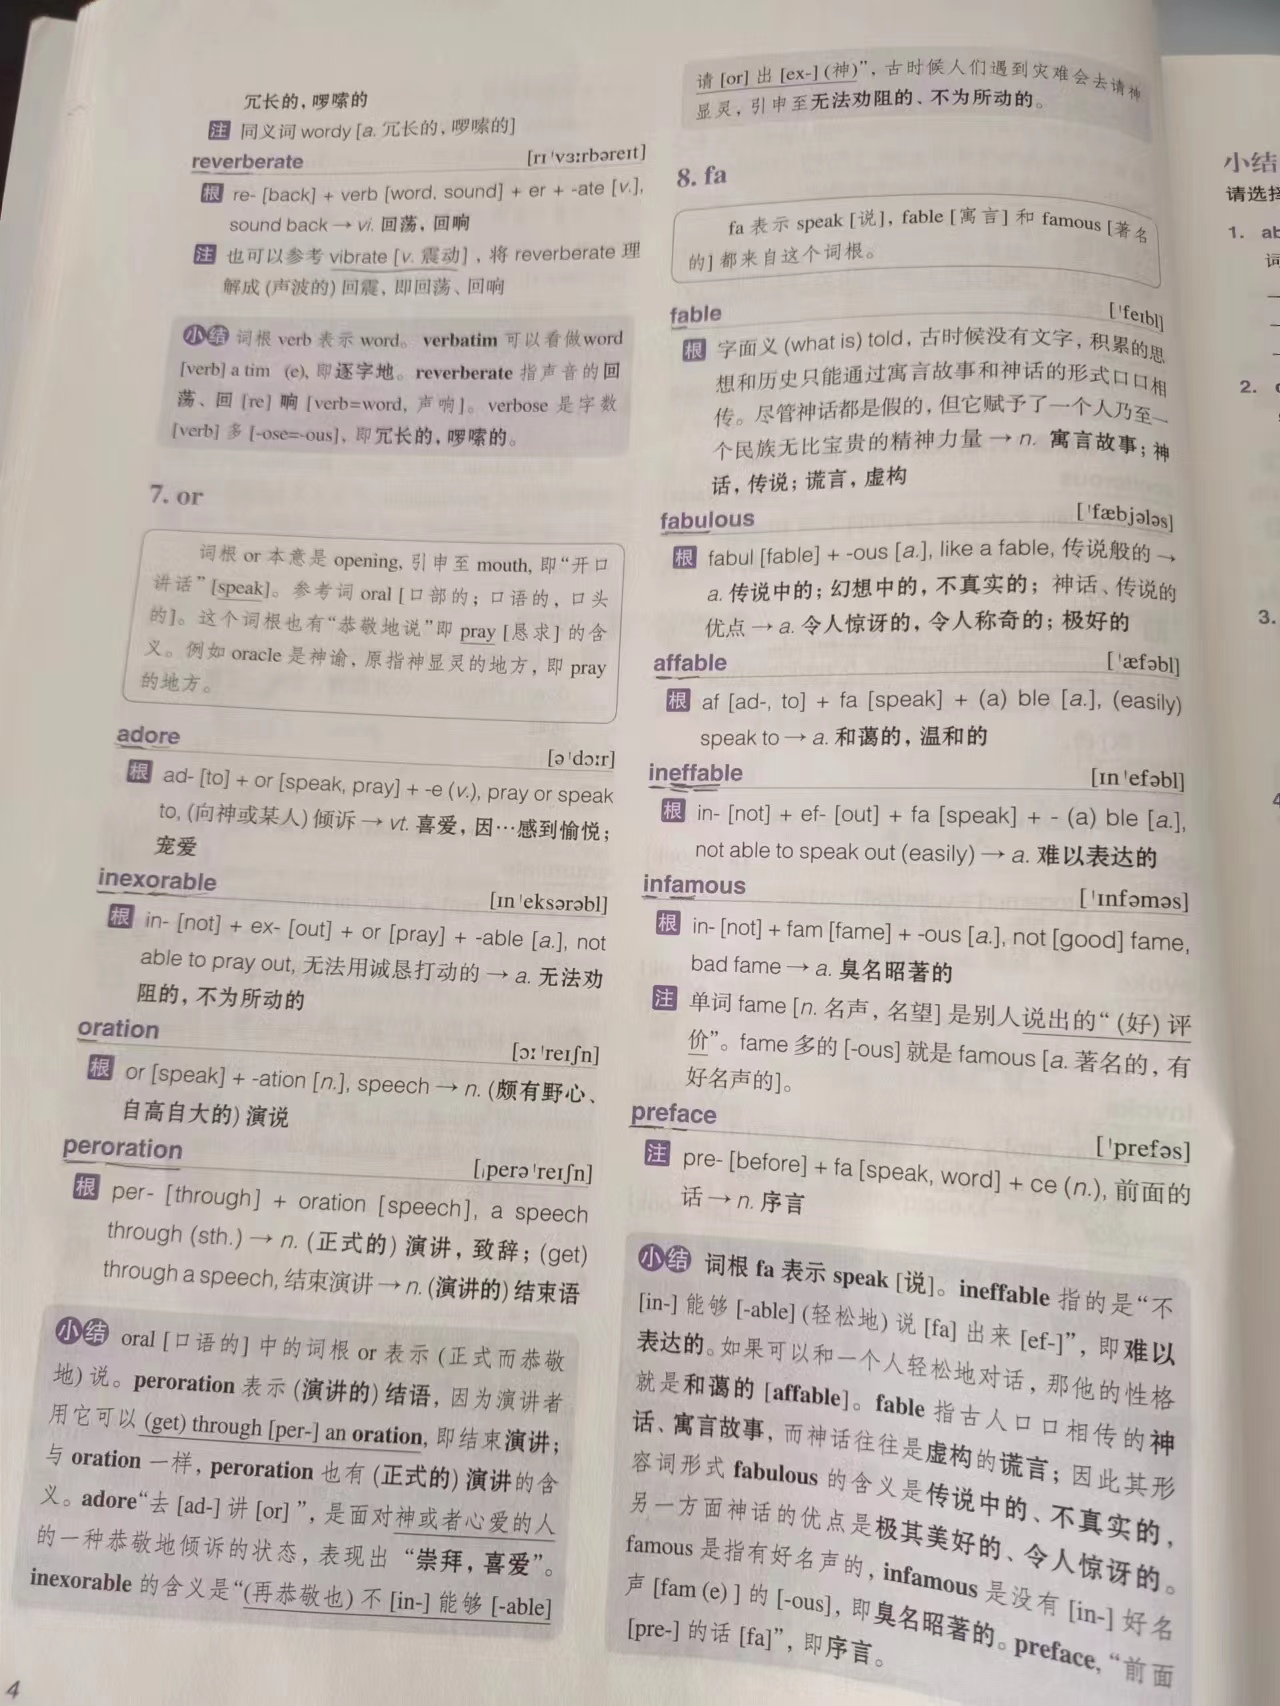 冗长的，啰嗦的
注 同义词 wordy [a. 冗长的，啰嗦的]
reverberate [rɪˈvɜːrbəreɪt]
根 re- [back] + verb [word, sound] + er + -ate [v.],
sound back → vi. 回荡，回响
注 也可以参考 vibrate [v. 震动]，将 reverberate 理
解成 (声波的) 回震，即回荡、回响
小结 词根 verb 表示 word。verbatim 可以看做word
[verb] a tim (e), 即逐字地。reverberate 指声音的回
荡、回 [re] 响 [verb=word, 声响]。verbose 是字数
[verb] 多 [-ose=-ous]，即冗长的，啰嗦的。
7. or
词根 or 本意是 opening, 引申至 mouth, 即“开口
讲话” [speak]。参考词 oral [口部的；口语的，口头
的]。这个词根也有“恭敬地说”即 pray [恳求] 的含
义。例如 oracle 是神谕，原指神显灵的地方，即 pray
的地方。
adore [əˈdɔːr]
根 ad- [to] + or [speak, pray] + -e (v.), pray or speak
to, (向神或某人) 倾诉 → vt. 喜爱，因…感到愉悦；
宠爱
inexorable [ɪnˈeksərəbl]
根 in- [not] + ex- [out] + or [pray] + -able [a.], not
able to pray out, 无法用诚恳打动的 → a. 无法劝
阻的，不为所动的
oration [ɔːˈreɪʃn]
根 or [speak] + -ation [n.], speech → n. (颇有野心、
自高自大的) 演说
peroration [ˌperəˈreɪʃn]
根 per- [through] + oration [speech], a speech
through (sth.) → n. (正式的) 演讲，致辞；(get)
through a speech, 结束演讲 → n. (演讲的) 结束语
小结 oral [口语的] 中的词根 or 表示 (正式而恭敬
地) 说。peroration 表示 (演讲的) 结语，因为演讲者
用它可以 (get) through [per-] an oration, 即结束演讲；
与 oration 一样，peroration 也有 (正式的) 演讲的含
义。adore“去 [ad-] 讲 [or] ”，是面对神或者心爱的人
的一种恭敬地倾诉的状态，表现出 “崇拜，喜爱”。
inexorable 的含义是“(再恭敬也) 不 [in-] 能够 [-able]
4
请 [or] 出 [ex-] (神)”，古时候人们遇到灾难会去请神
显灵，引申至无法劝阻的、不为所动的。
8. fa
fa 表示 speak [说]，fable [寓言] 和 famous [著名
的] 都来自这个词根。
fable [ˈfeɪbl]
根 字面义 (what is) told, 古时候没有文字，积累的思
想和历史只能通过寓言故事和神话的形式口口相
传。尽管神话都是假的，但它赋予了一个人乃至一
个民族无比宝贵的精神力量 → n. 寓言故事；神
话，传说；谎言，虚构
fabulous [ˈfæbjələs]
根 fabul [fable] + -ous [a.], like a fable, 传说般的 →
a. 传说中的；幻想中的，不真实的；神话、传说的
优点 → a. 令人惊讶的，令人称奇的；极好的
affable [ˈæfəbl]
根 af [ad-, to] + fa [speak] + (a) ble [a.], (easily)
speak to → a. 和蔼的，温和的
ineffable [ɪnˈefəbl]
根 in- [not] + ef- [out] + fa [speak] + - (a) ble [a.],
not able to speak out (easily) → a. 难以表达的
infamous [ˈɪnfəməs]
根 in- [not] + fam [fame] + -ous [a.], not [good] fame,
bad fame → a. 臭名昭著的
注 单词 fame [n. 名声，名望] 是别人说出的“ (好) 评
价”。fame 多的 [-ous] 就是 famous [a. 著名的，有
好名声的]。
preface [ˈprefəs]
注 pre- [before] + fa [speak, word] + ce (n.), 前面的
话 → n. 序言
小结 词根 fa 表示 speak [说]。ineffable 指的是“不
[in-] 能够 [-able] (轻松地) 说 [fa] 出来 [ef-]”，即难以
表达的。如果可以和一个人轻松地对话，那他的性格
就是和蔼的 [affable]。fable 指古人口口相传的神
话、寓言故事，而神话往往是虚构的谎言；因此其形
容词形式 fabulous 的含义是传说中的、不真实的，
另一方面神话的优点是极其美好的、令人惊讶的。
famous 是指有好名声的，infamous 是没有 [in-] 好名
声 [fam (e) ] 的 [-ous]，即臭名昭著的。preface, “前面
[pre-] 的话 [fa]”，即序言。
小结
请选择
1. ab
词
2.
3.